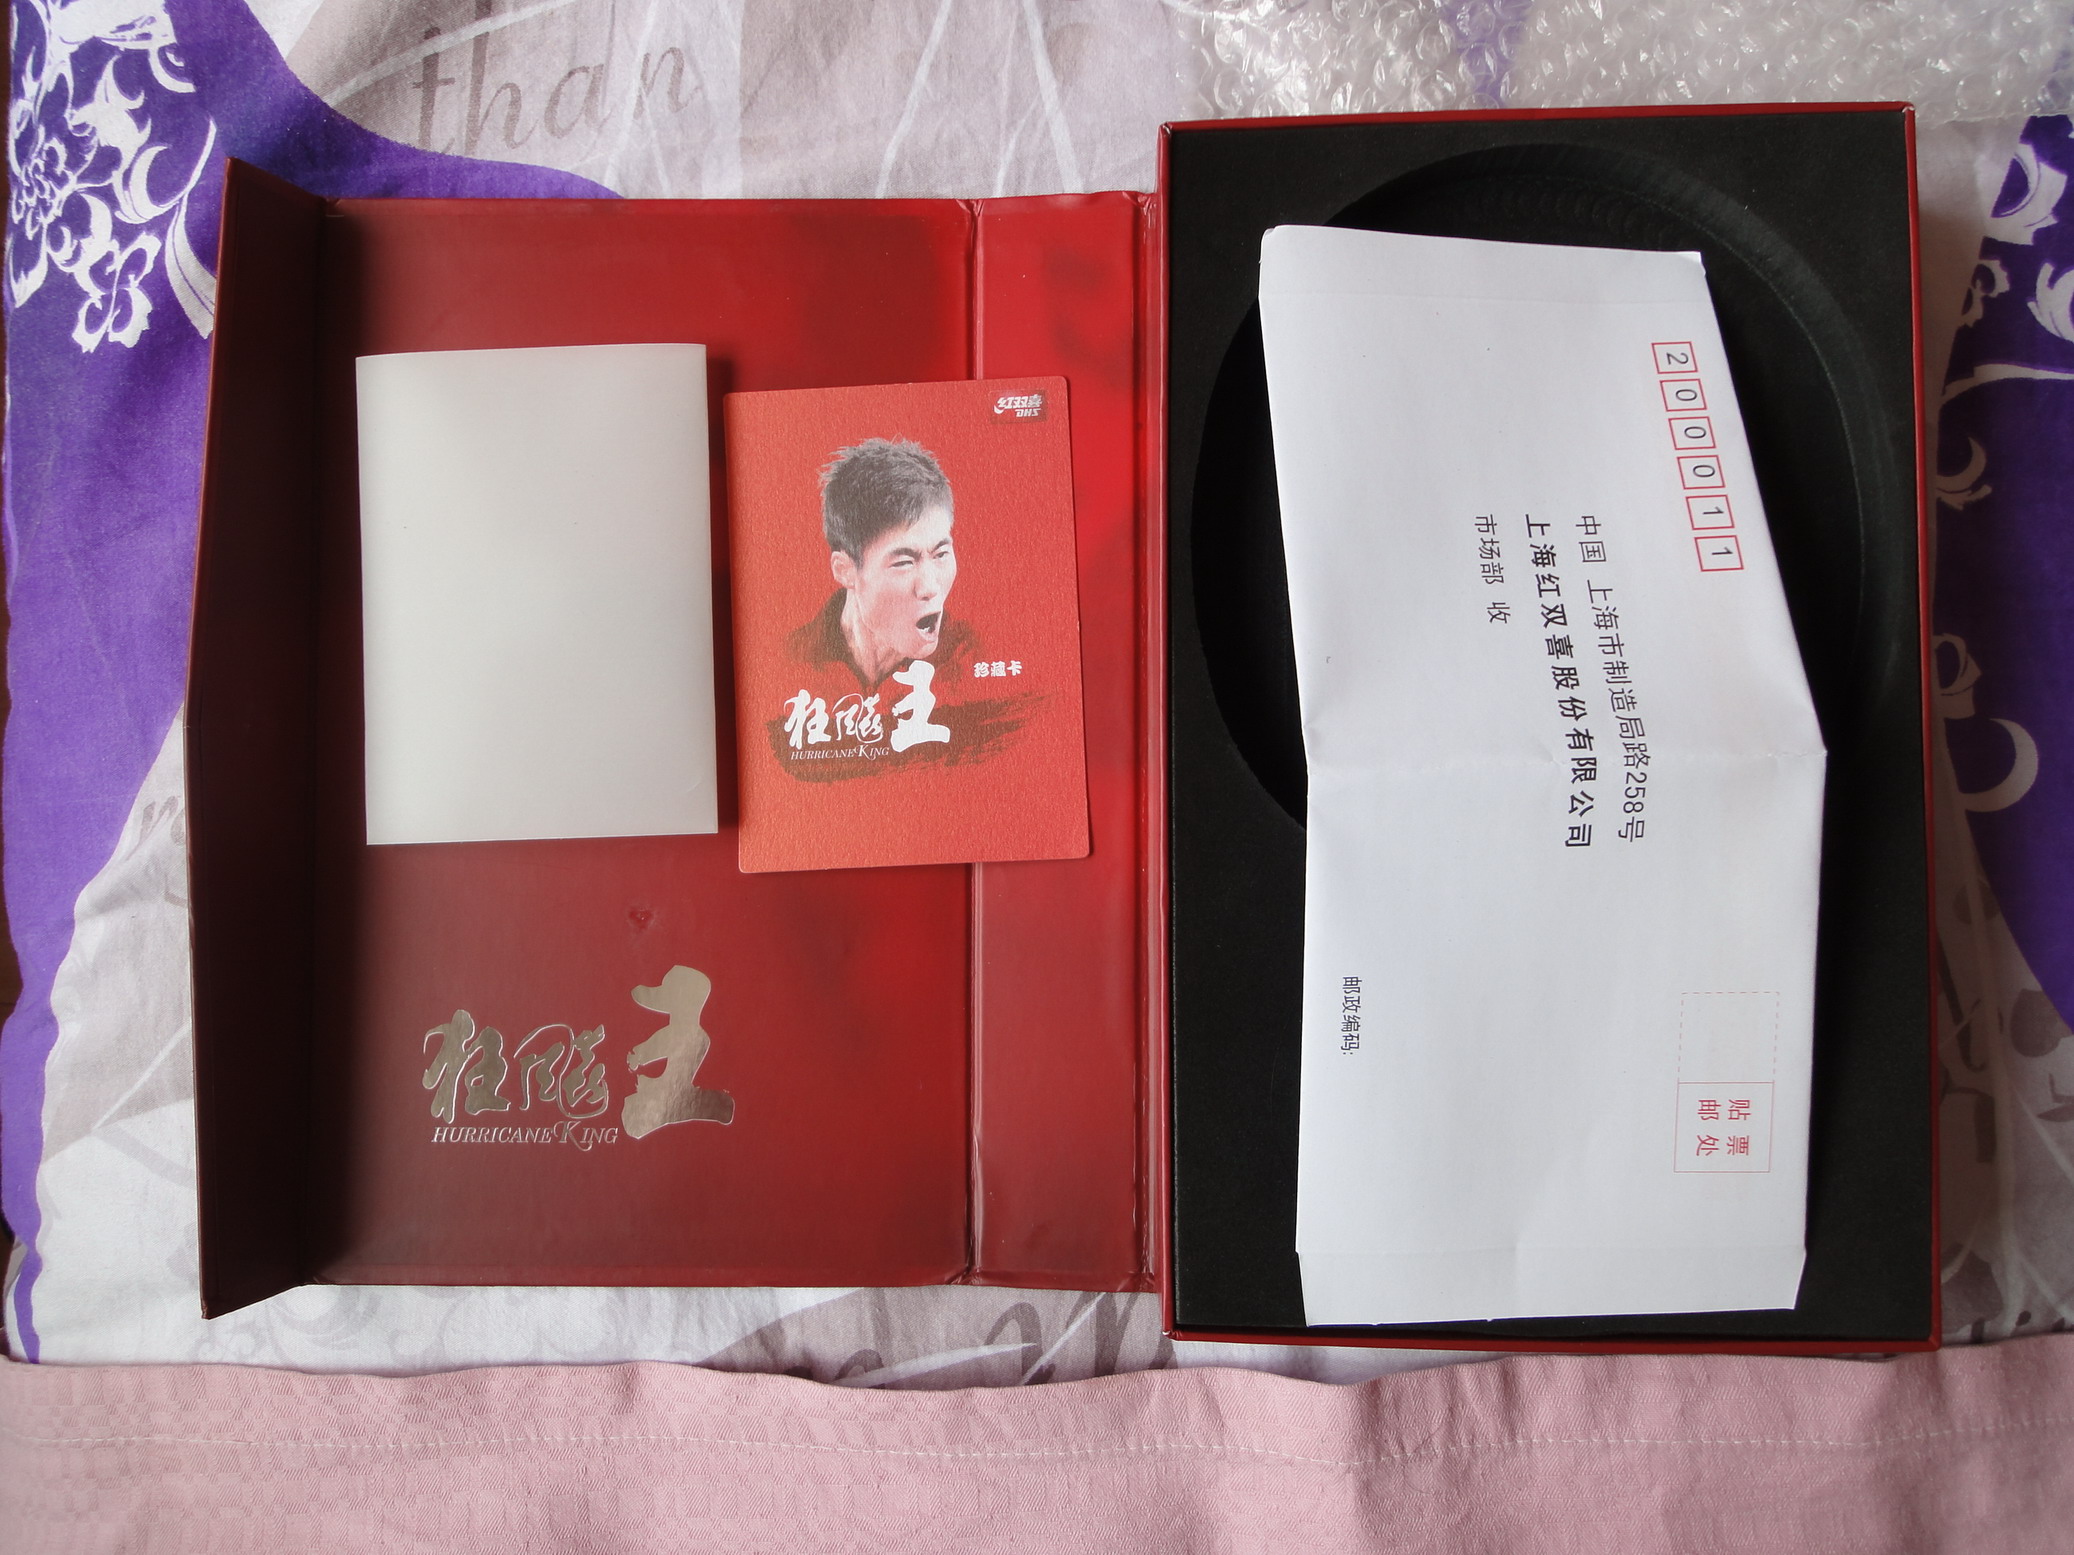 than
DHS
红双喜
珍藏卡
狂飚王
HURRICANE KING
狂飚王
HURRICANE KING
200011
中国 上海市制造局路258号
上海红双喜股份有限公司
市场部 收
邮政编码:
贴票
邮处